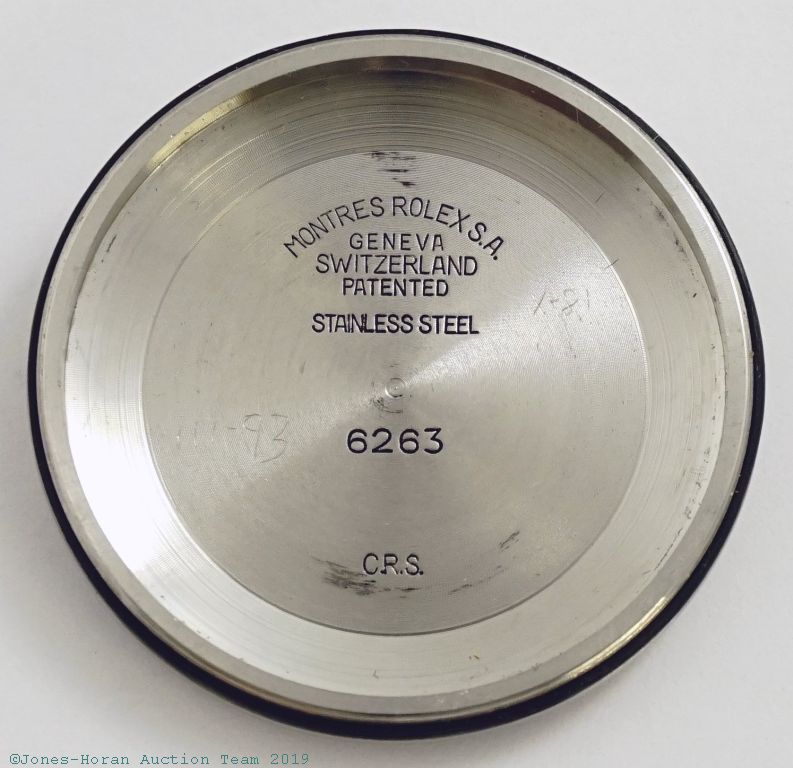 MONTRES ROLEX S.A.
GENEVA
SWITZERLAND
PATENTED
STAINLESS STEEL
6263
C.R.S.
©Jones-Horan Auction Team 2019